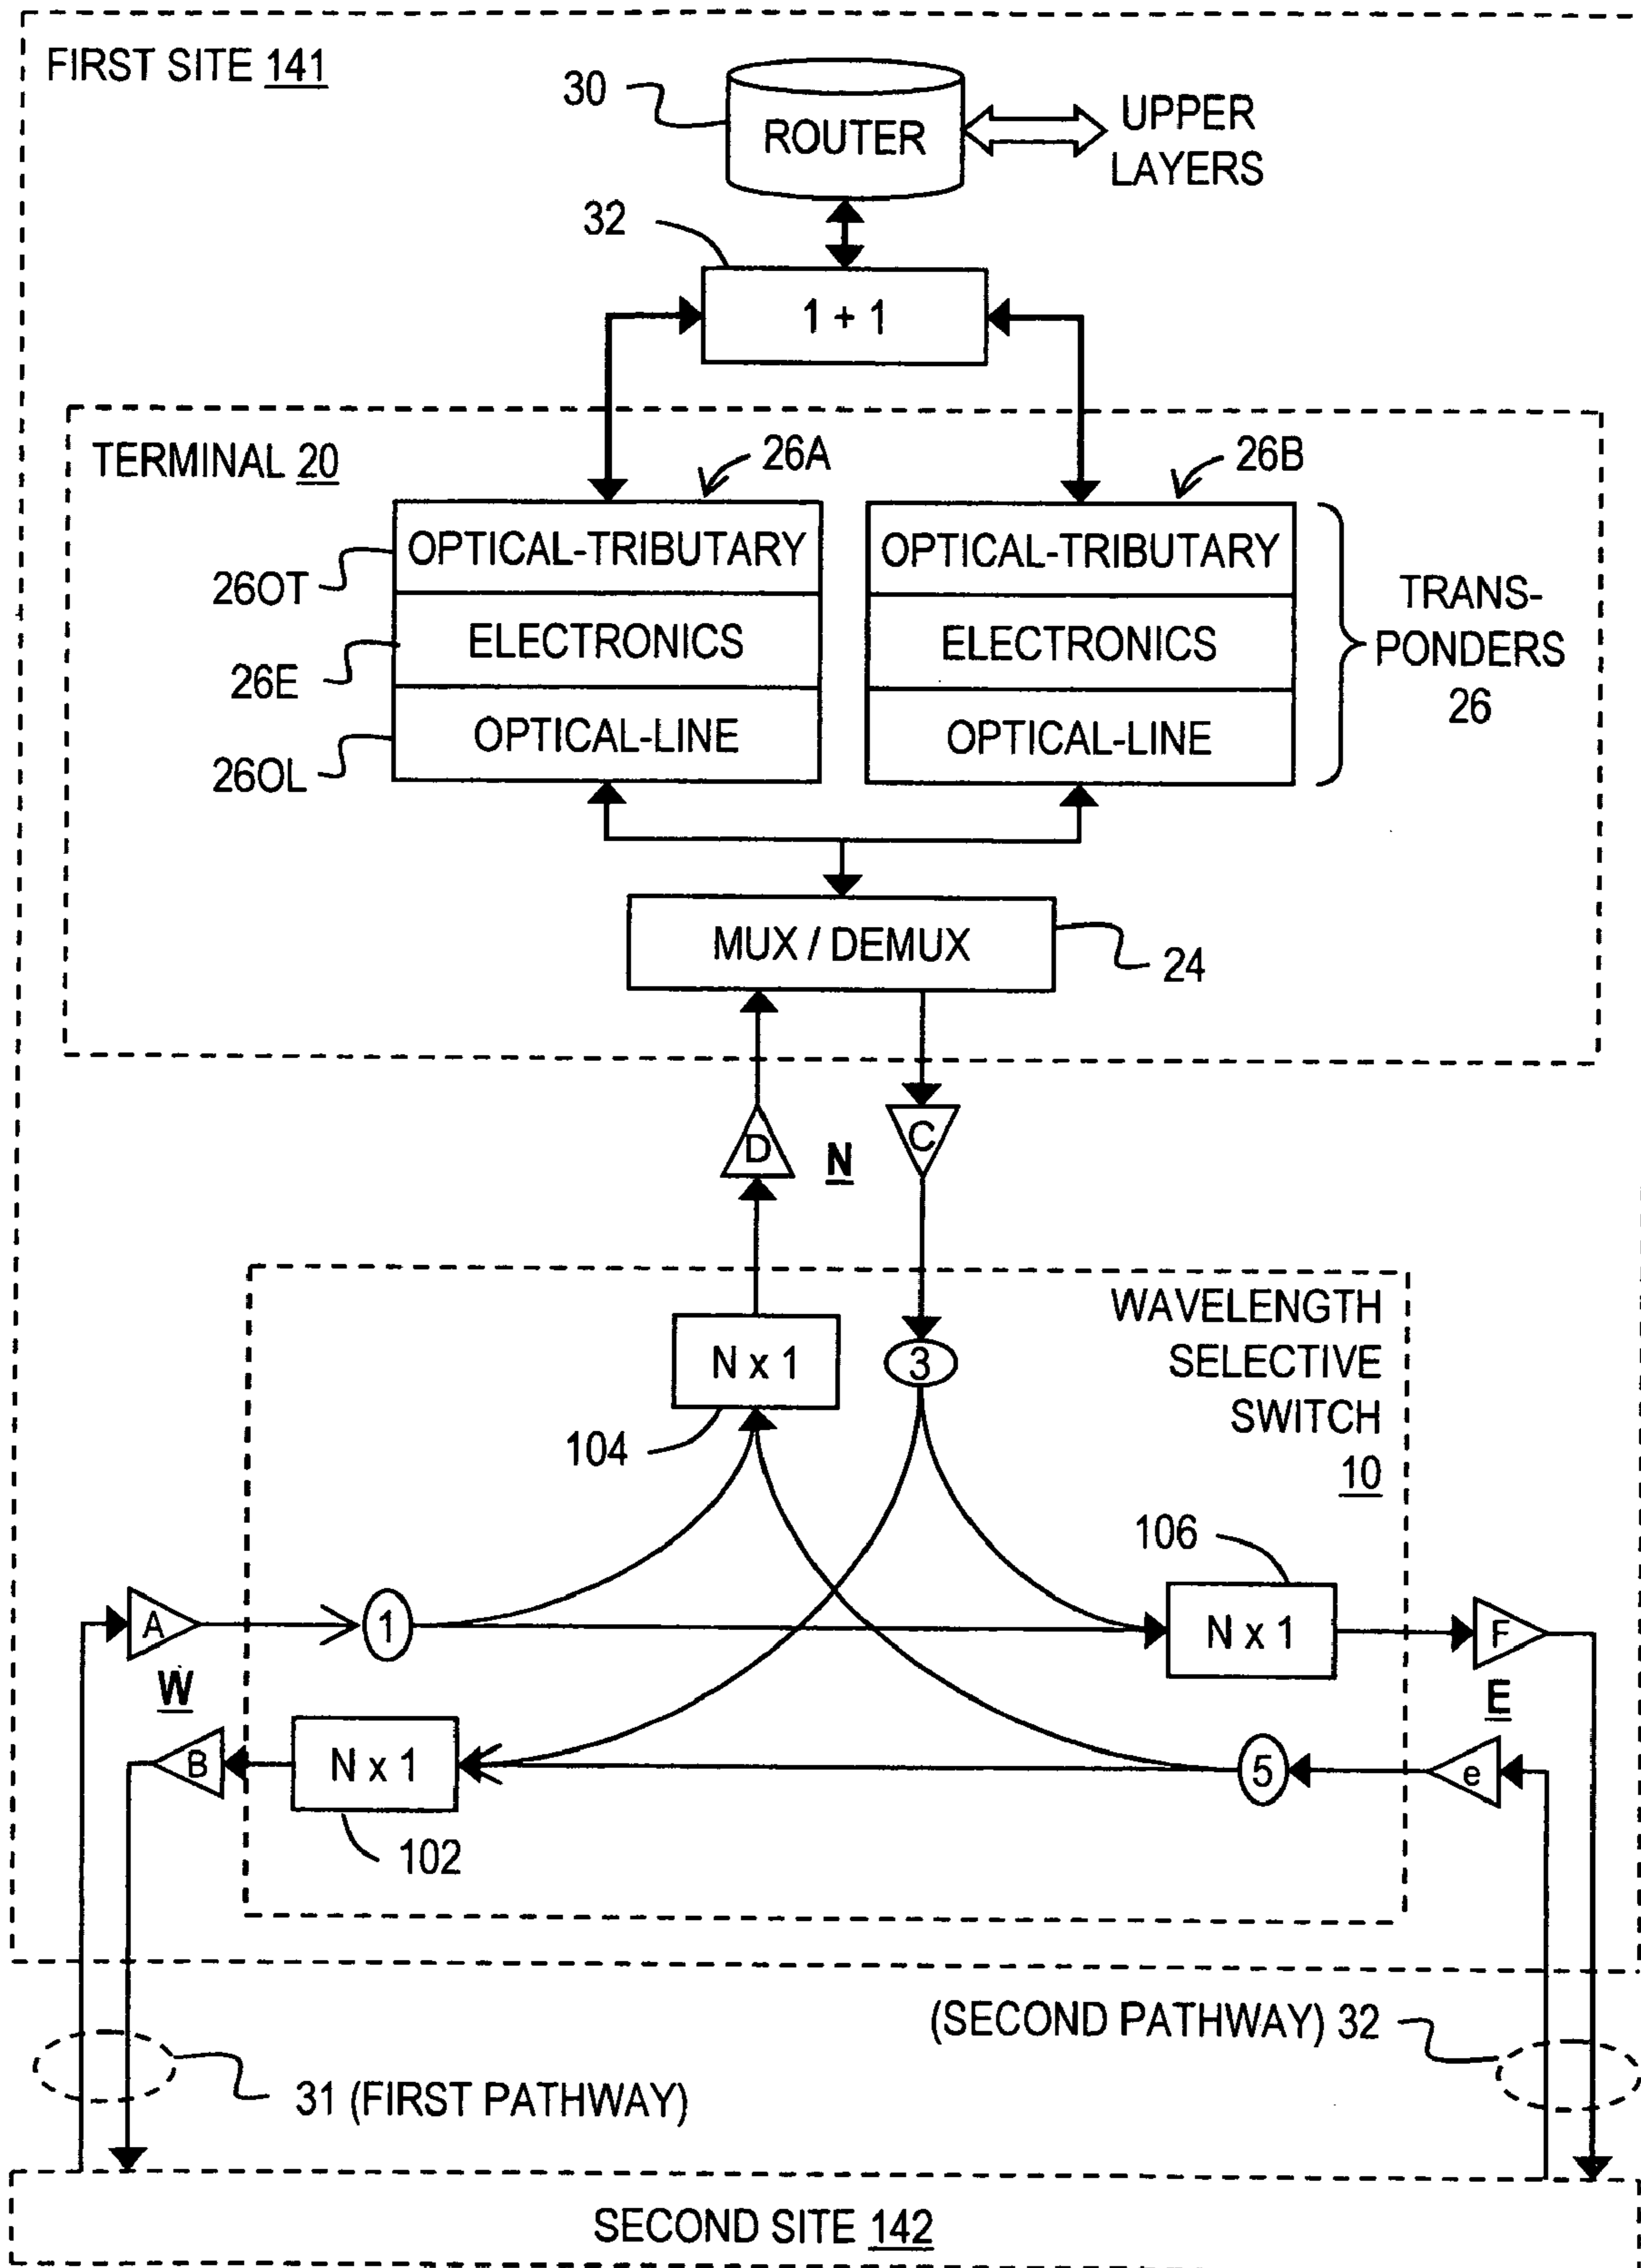 FIRST SITE 141
30
ROUTER
UPPER
LAYERS
32
1 + 1
TERMINAL 20
26A
26B
OPTICAL-TRIBUTARY
OPTICAL-TRIBUTARY
26OT
ELECTRONICS
ELECTRONICS
26E
OPTICAL-LINE
OPTICAL-LINE
26OL
TRANS-
PONDERS
26
MUX / DEMUX
24
D
N
C
WAVELENGTH
SELECTIVE
SWITCH
10
N x 1
3
104
106
A
1
N x 1
F
W
E
B
N x 1
5
e
102
(SECOND PATHWAY) 32
31 (FIRST PATHWAY)
SECOND SITE 142